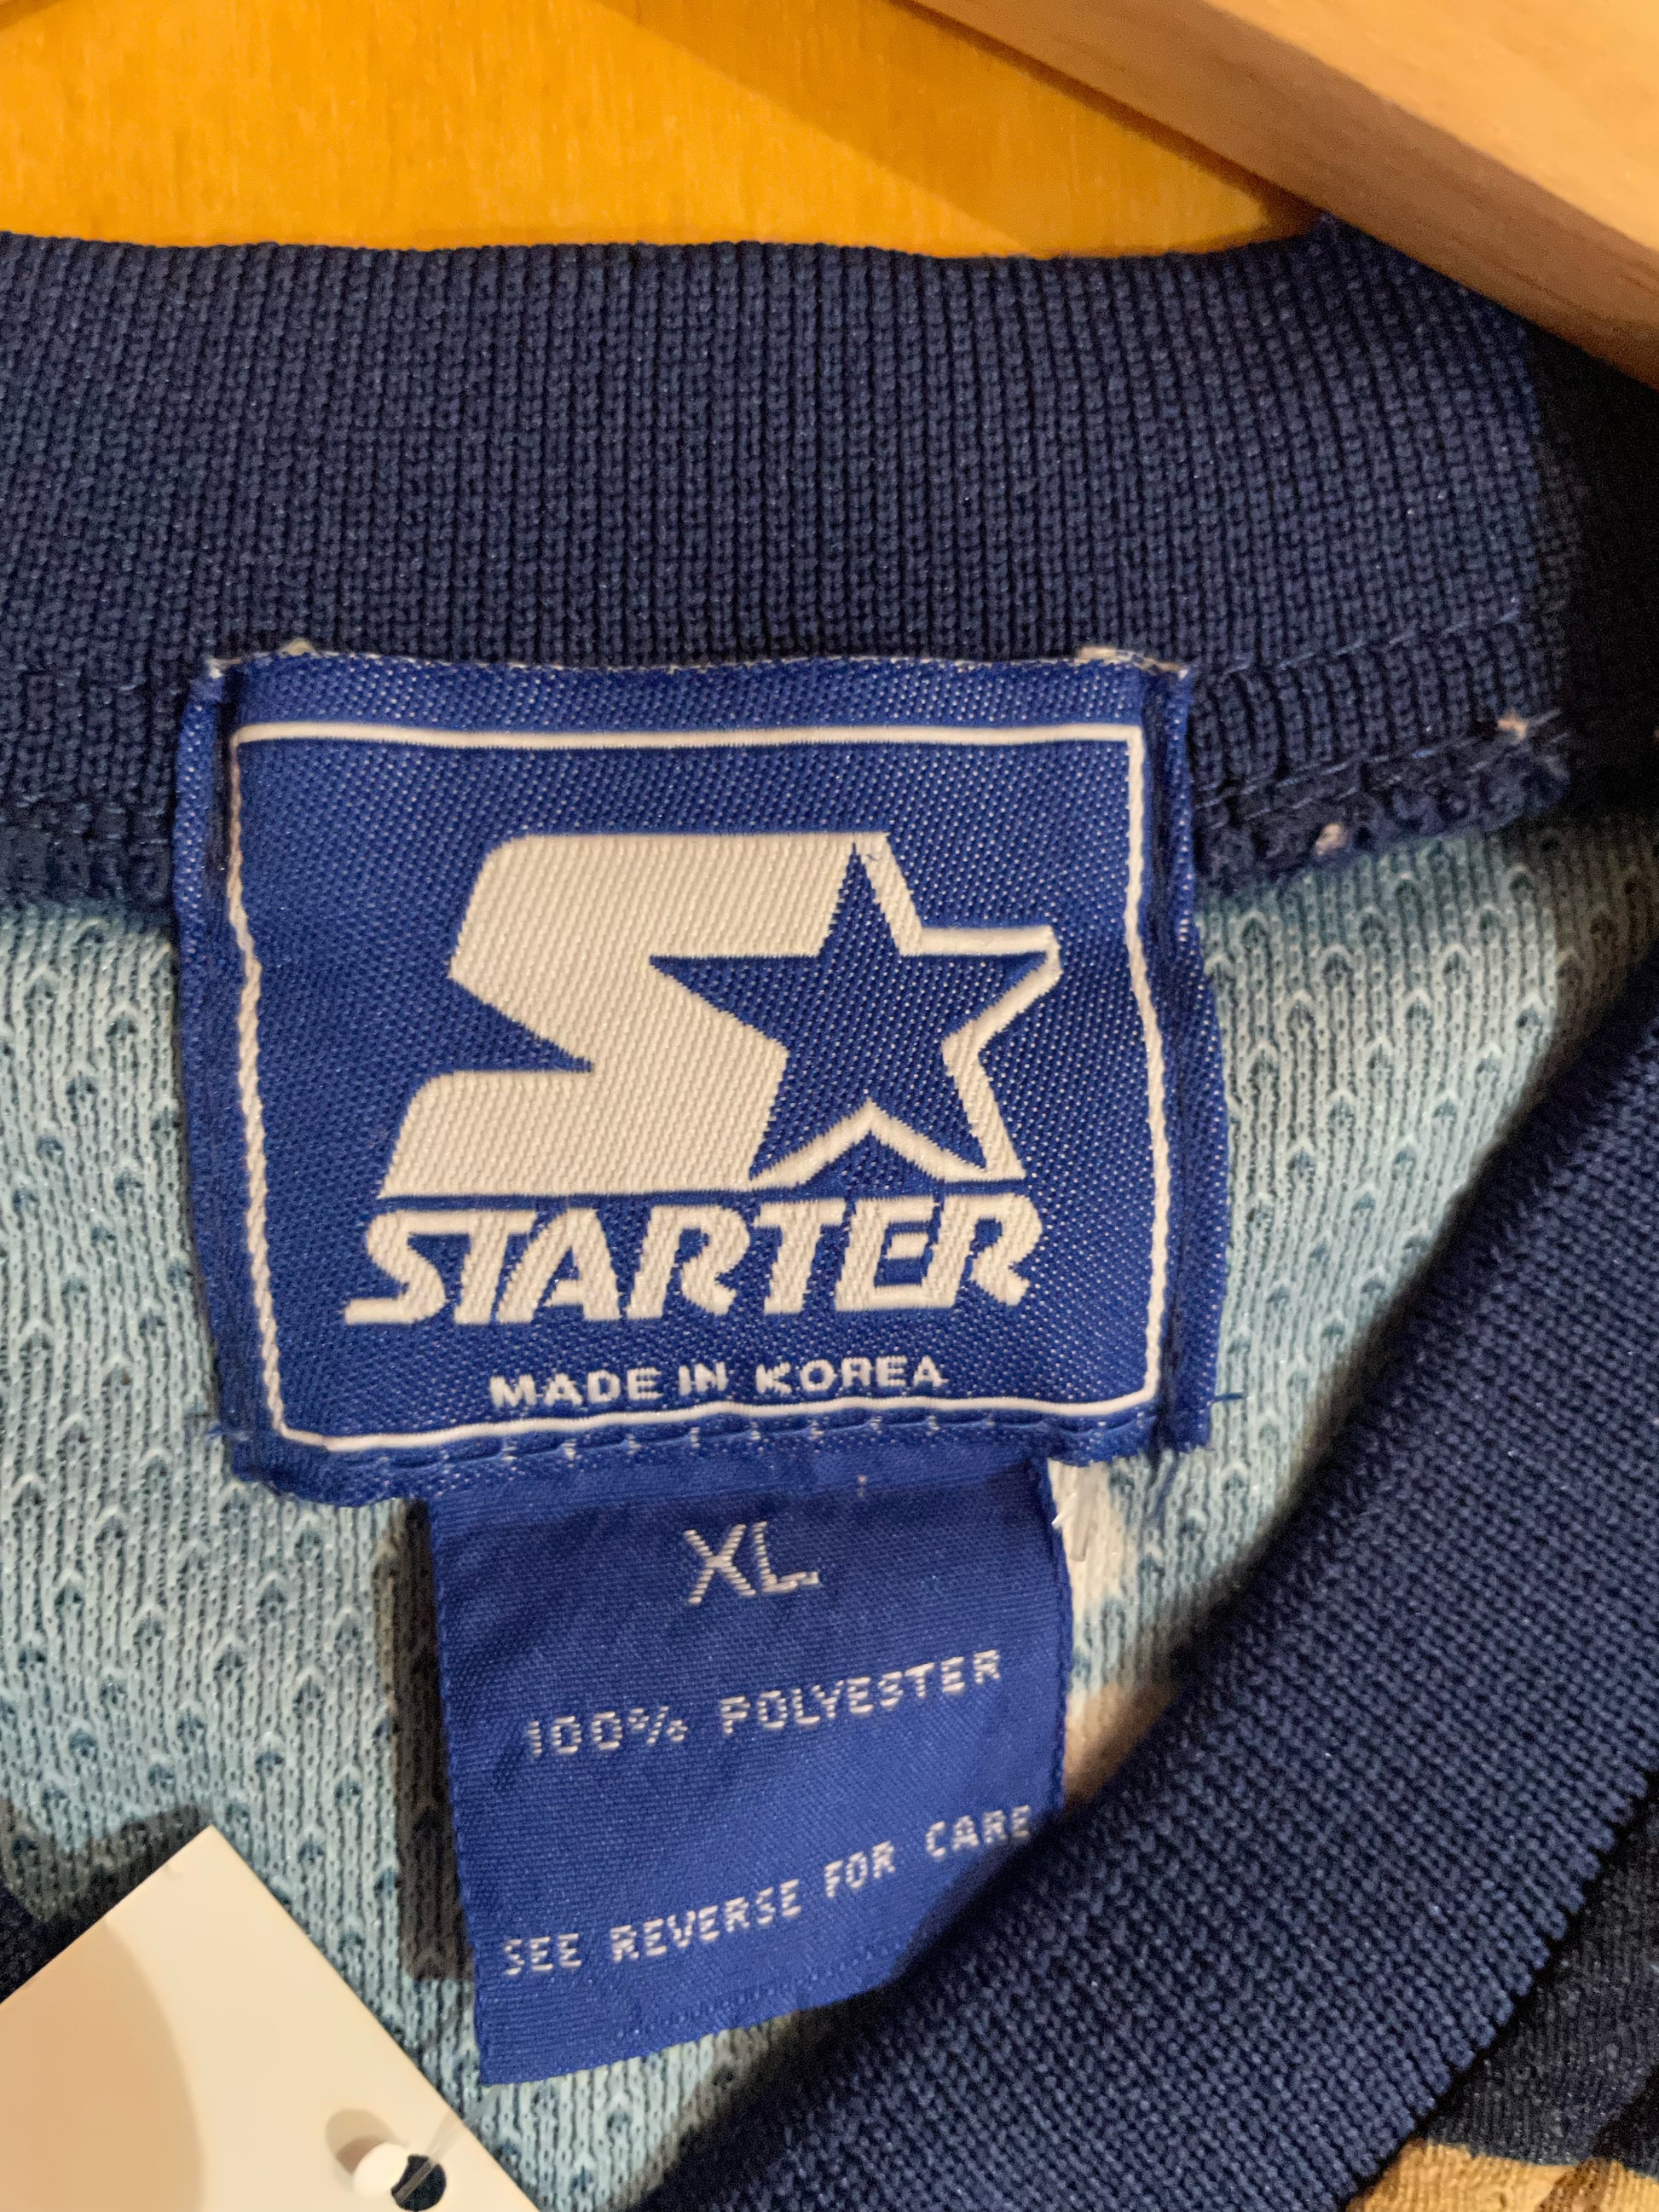 STARTER
MADE IN KOREA
XL
100% POLYESTER
SEE REVERSE FOR CARE